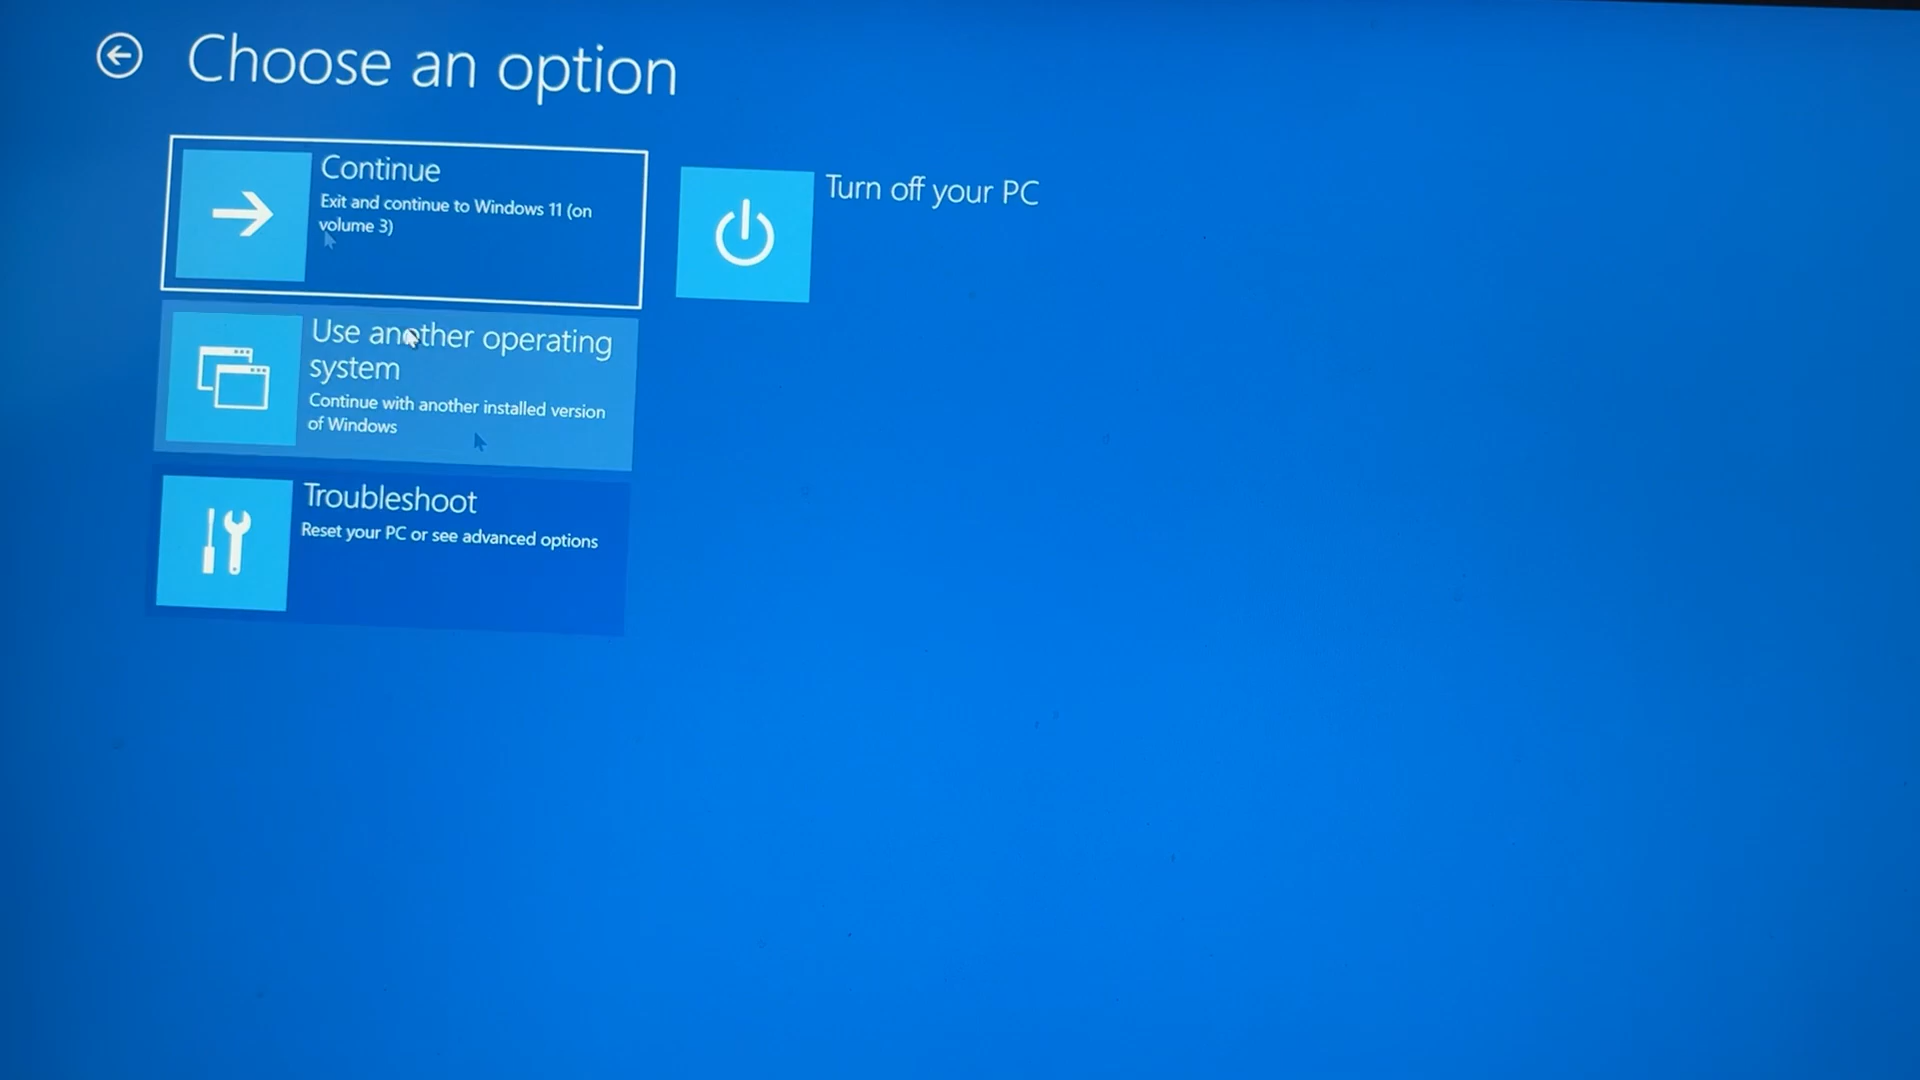 Choose an option
Continue
Exit and continue to Windows 11 (on
volume 3)
Turn off your PC
Use another operating
system
Continue with another installed version
of Windows
Troubleshoot
Reset your PC or see advanced options